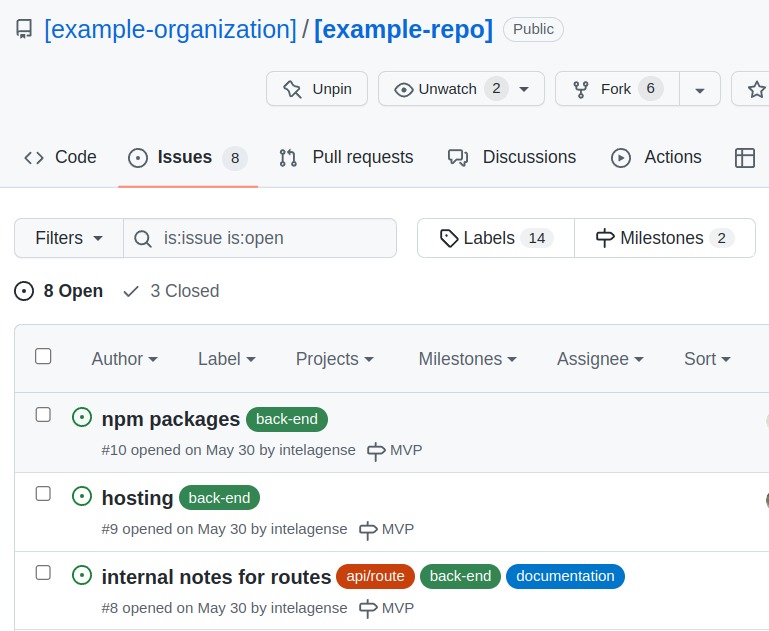 [example-organization] / [example-repo] Public
Unpin Unwatch 2 Fork 6
Code Issues 8 Pull requests Discussions Actions
Filters is:issue is:open Labels 14 Milestones 2
8 Open 3 Closed
Author Label Projects Milestones Assignee Sort
npm packages back-end
#10 opened on May 30 by intelagense MVP
hosting back-end
#9 opened on May 30 by intelagense MVP
internal notes for routes api/route back-end documentation
#8 opened on May 30 by intelagense MVP